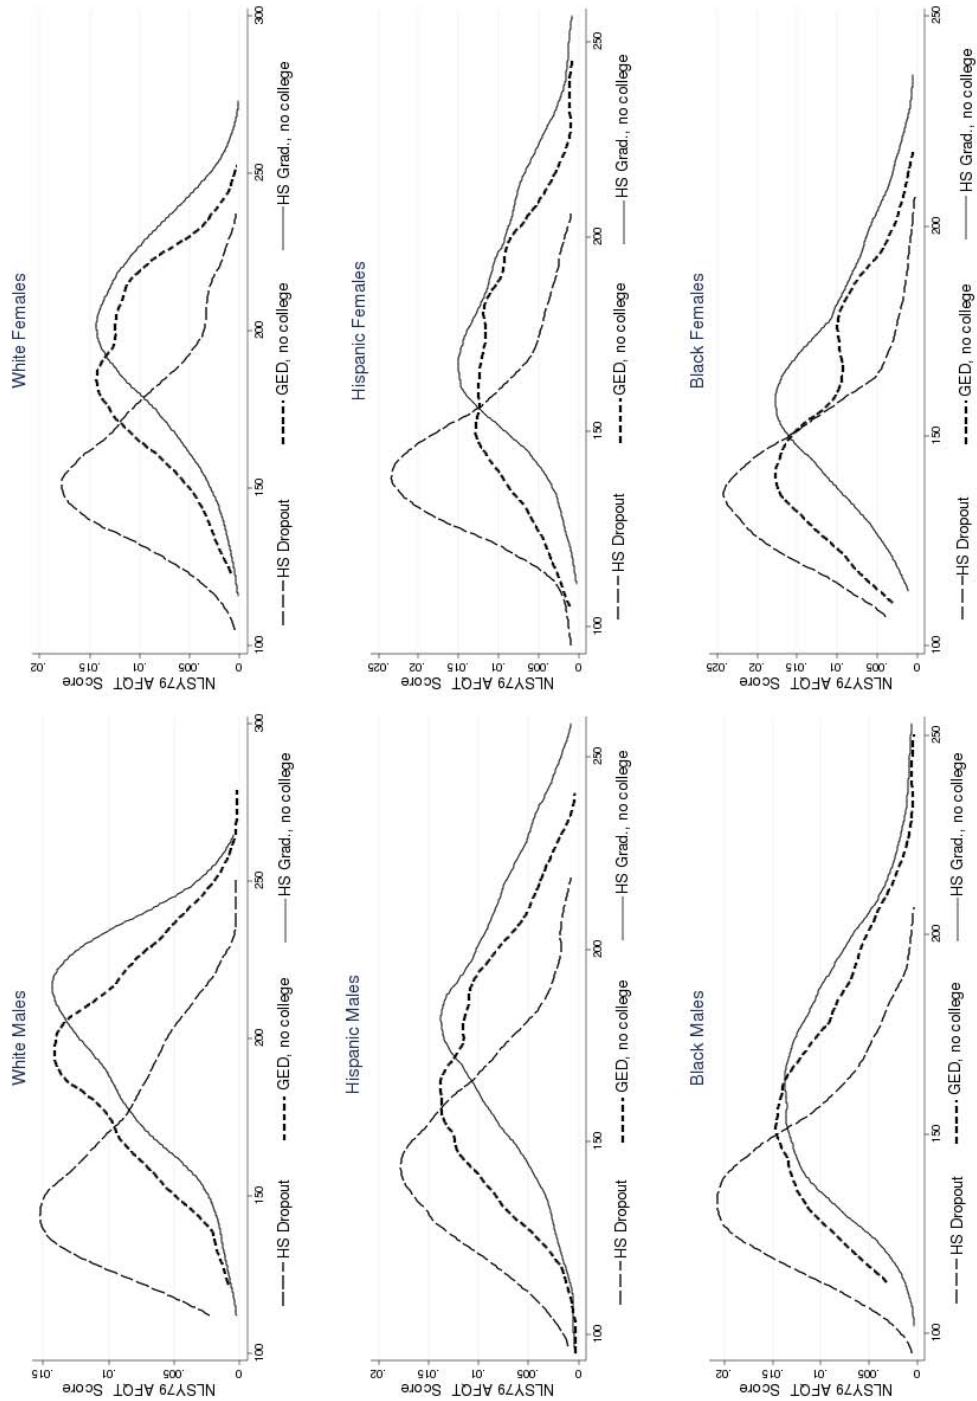 White Males
.015
.01
.005
0
NLSY79 AFQT Score
100
150
200
250
300
HS Dropout
GED, no college
HS Grad., no college
White Females
.02
.015
.01
.005
0
NLSY79 AFQT Score
100
150
200
250
300
HS Dropout
GED, no college
HS Grad., no college
Hispanic Males
.02
.015
.01
.005
0
NLSY79 AFQT Score
100
150
200
250
HS Dropout
GED, no college
HS Grad., no college
Hispanic Females
.025
.02
.015
.01
.005
0
NLSY79 AFQT Score
100
150
200
250
HS Dropout
GED, no college
HS Grad., no college
Black Males
.02
.015
.01
.005
0
NLSY79 AFQT Score
100
150
200
250
HS Dropout
GED, no college
HS Grad., no college
Black Females
.025
.02
.015
.01
.005
0
NLSY79 AFQT Score
100
150
200
250
HS Dropout
GED, no college
HS Grad., no college